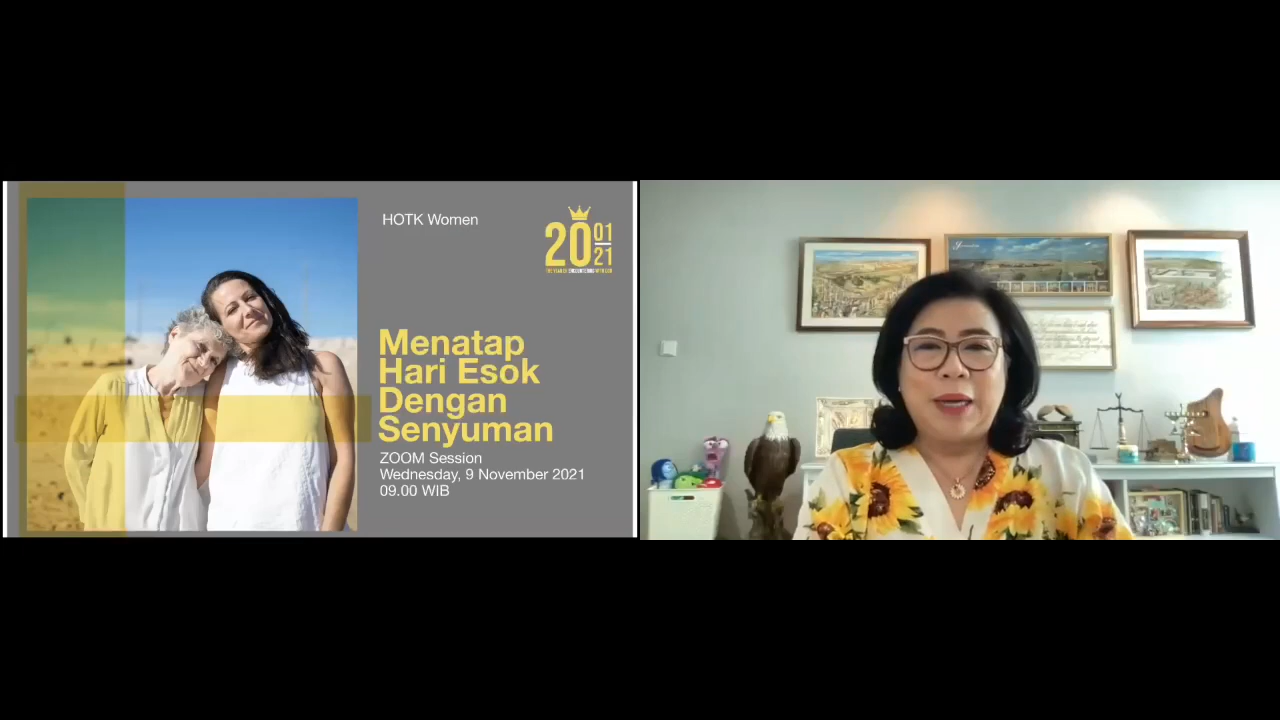 HOTK Women
20 01
21
Menatap
Hari Esok
Dengan
Senyuman
ZOOM Session
Wednesday, 9 November 2021
09.00 WIB
Jerusalem